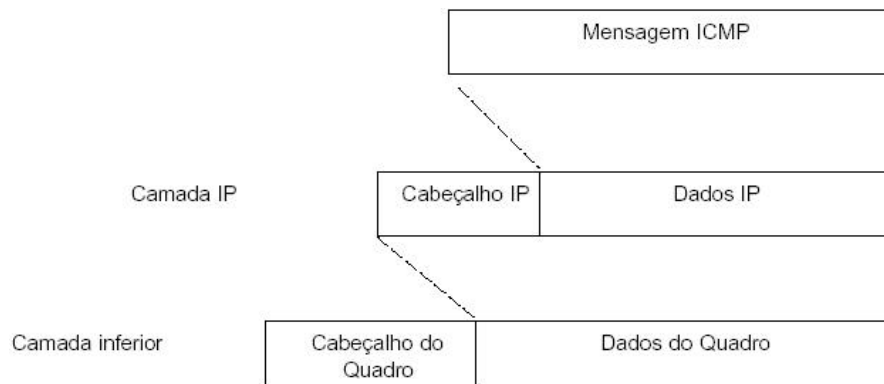 Mensagem ICMP
Camada IP
Cabeçalho IP
Dados IP
Camada inferior
Cabeçalho do
Quadro
Dados do Quadro